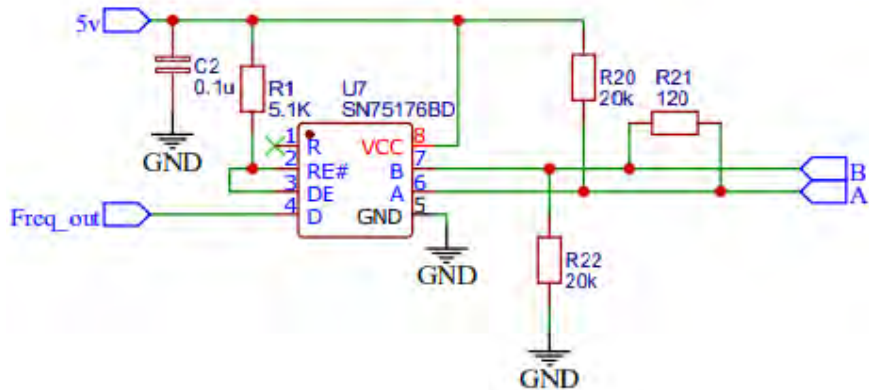 5v
C2
0.1u
R1
5.1K
U7
SN75176BD
R20
20k
R21
120
GND
1
R
2
RE#
3
DE
4
D
VCC
8
B
7
A
6
GND
5
B
A
Freq_out
GND
R22
20k
GND